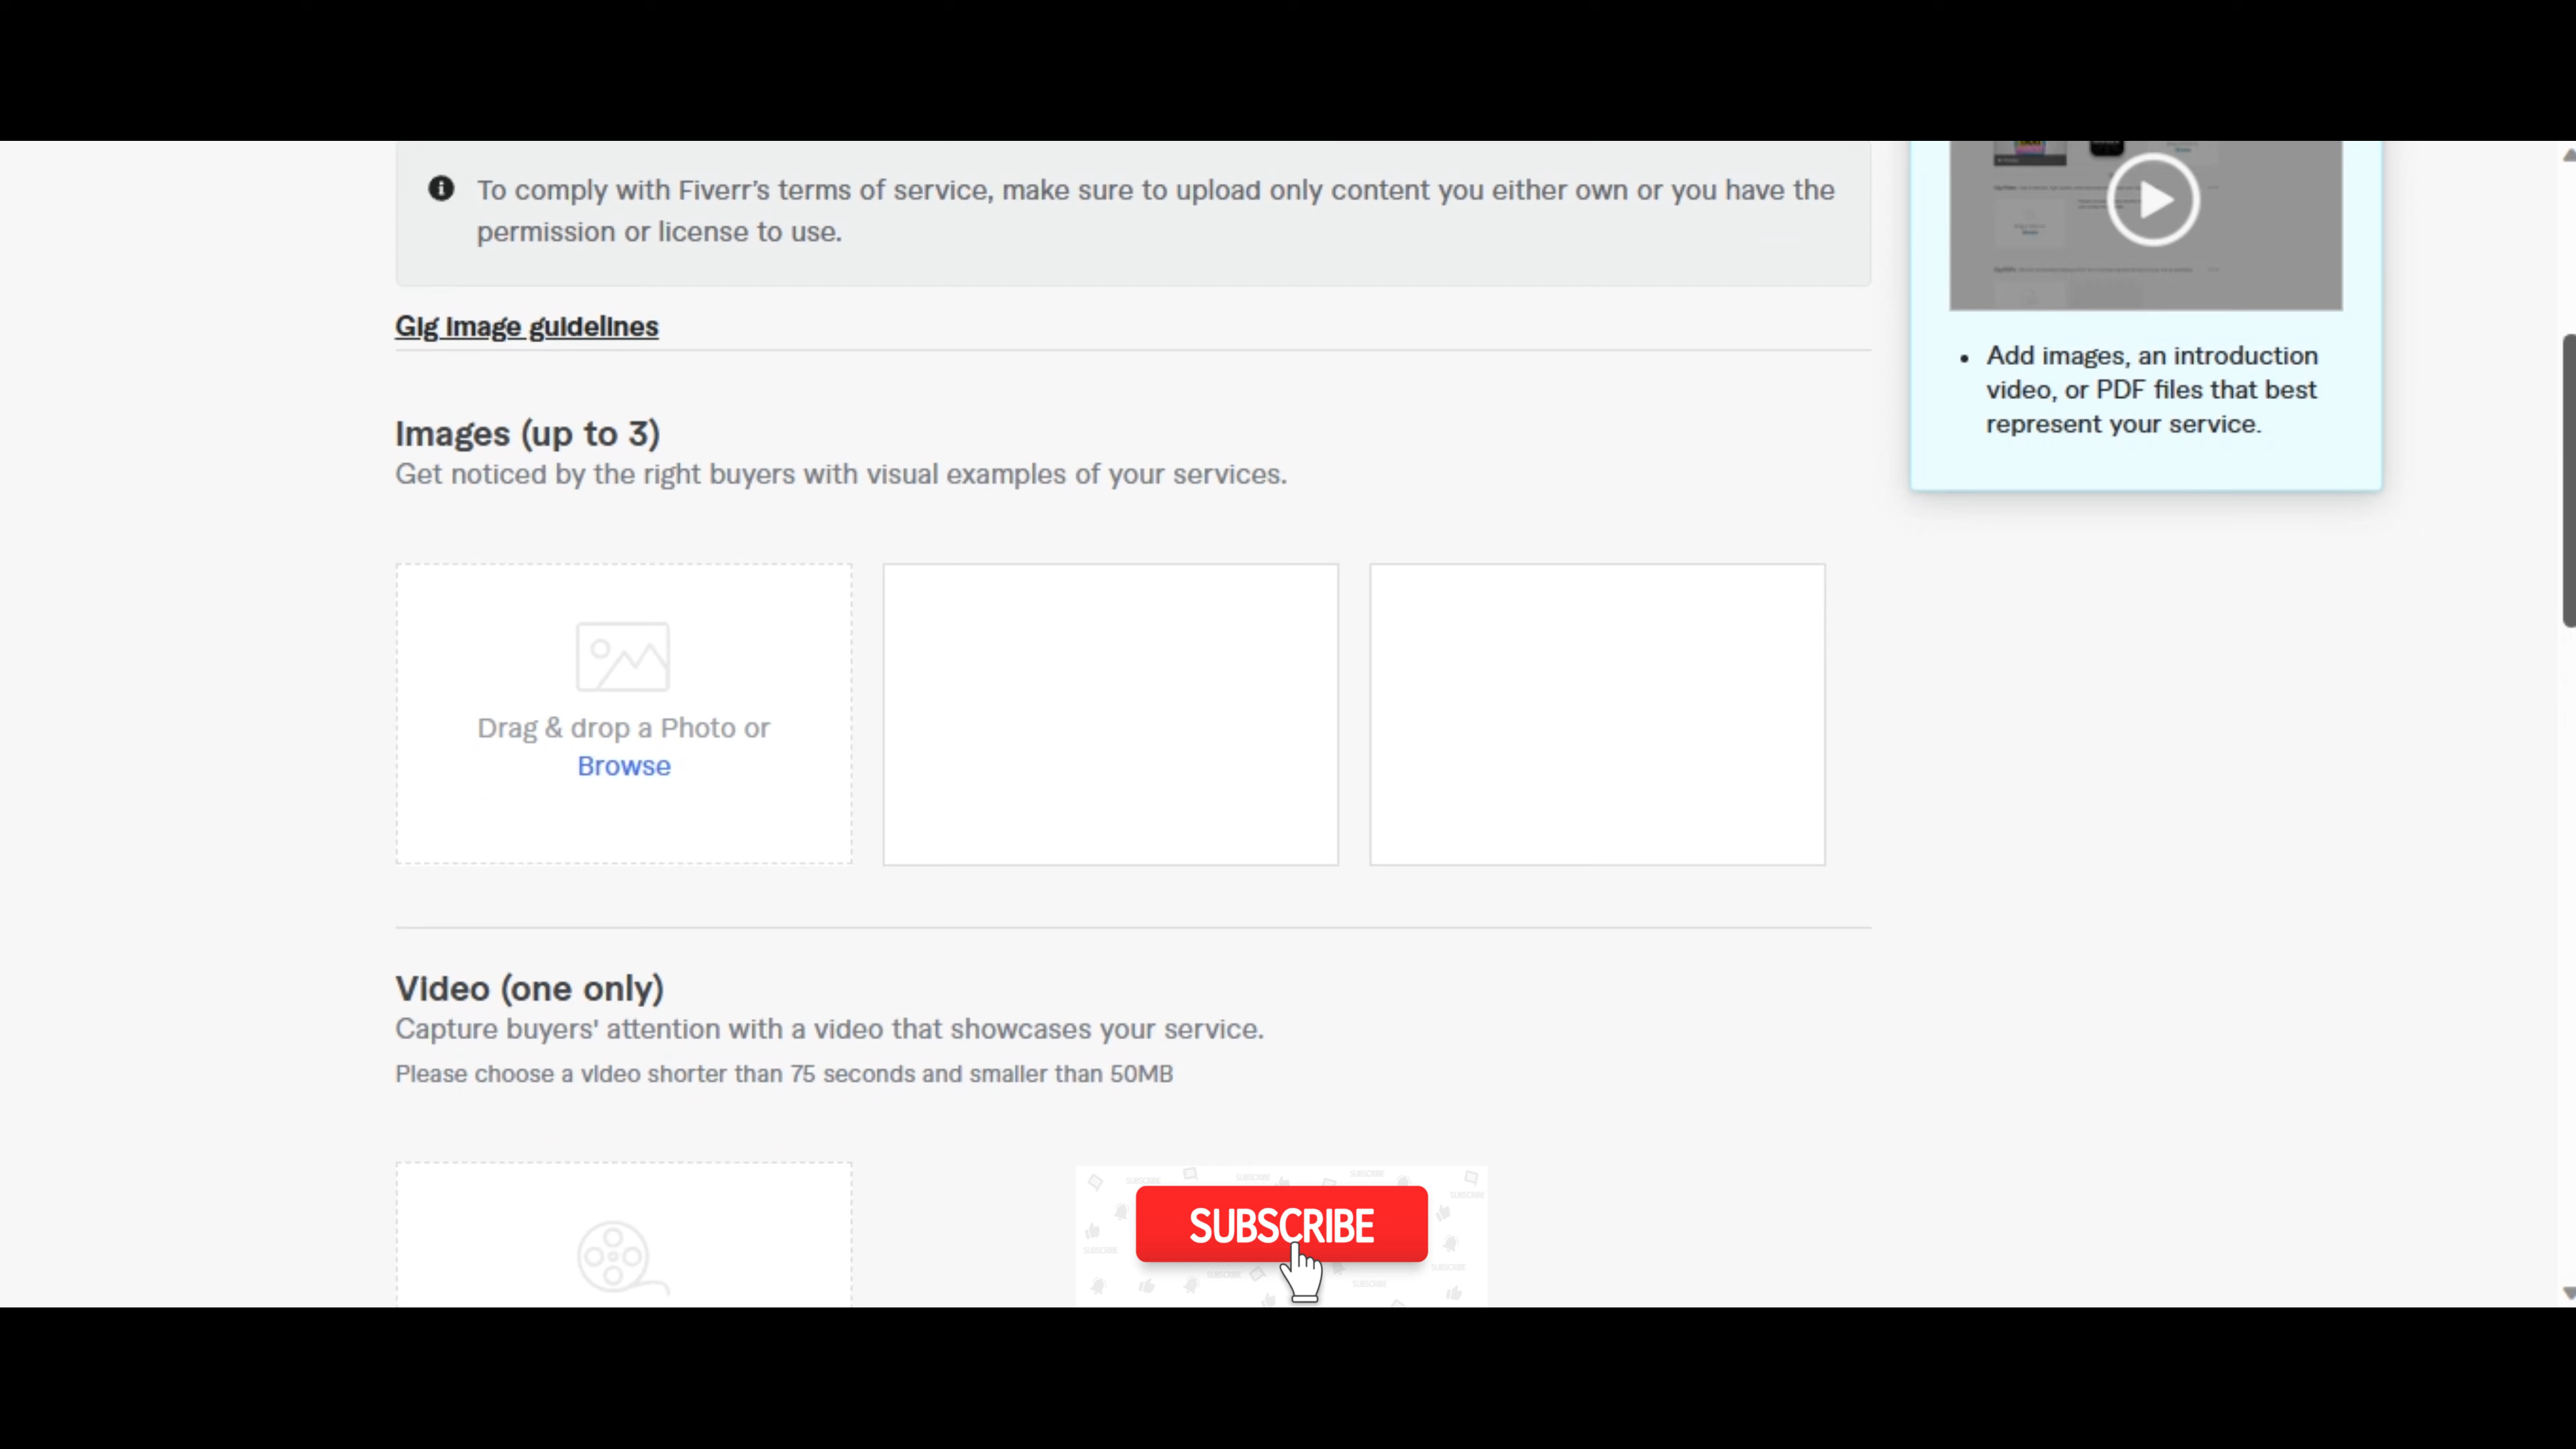 To comply with Fiverr's terms of service, make sure to upload only content you either own or you have the
permission or license to use.
Gig image guidelines
Images (up to 3)
Get noticed by the right buyers with visual examples of your services.
Drag & drop a Photo or
Browse
Video (one only)
Capture buyers' attention with a video that showcases your service.
Please choose a video shorter than 75 seconds and smaller than 50MB
SUBSCRIBE
Add images, an introduction
video, or PDF files that best
represent your service.